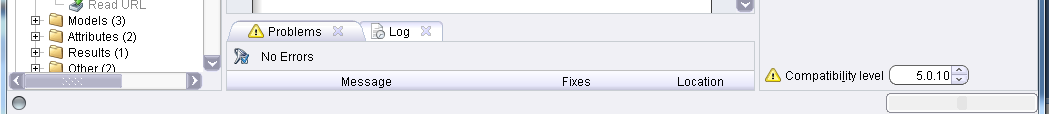 Read URL
Models (3)
Attributes (2)
Results (1)
Other (2)
Problems
Log
No Errors
Message Fixes Location
Compatibility level 5.0.10